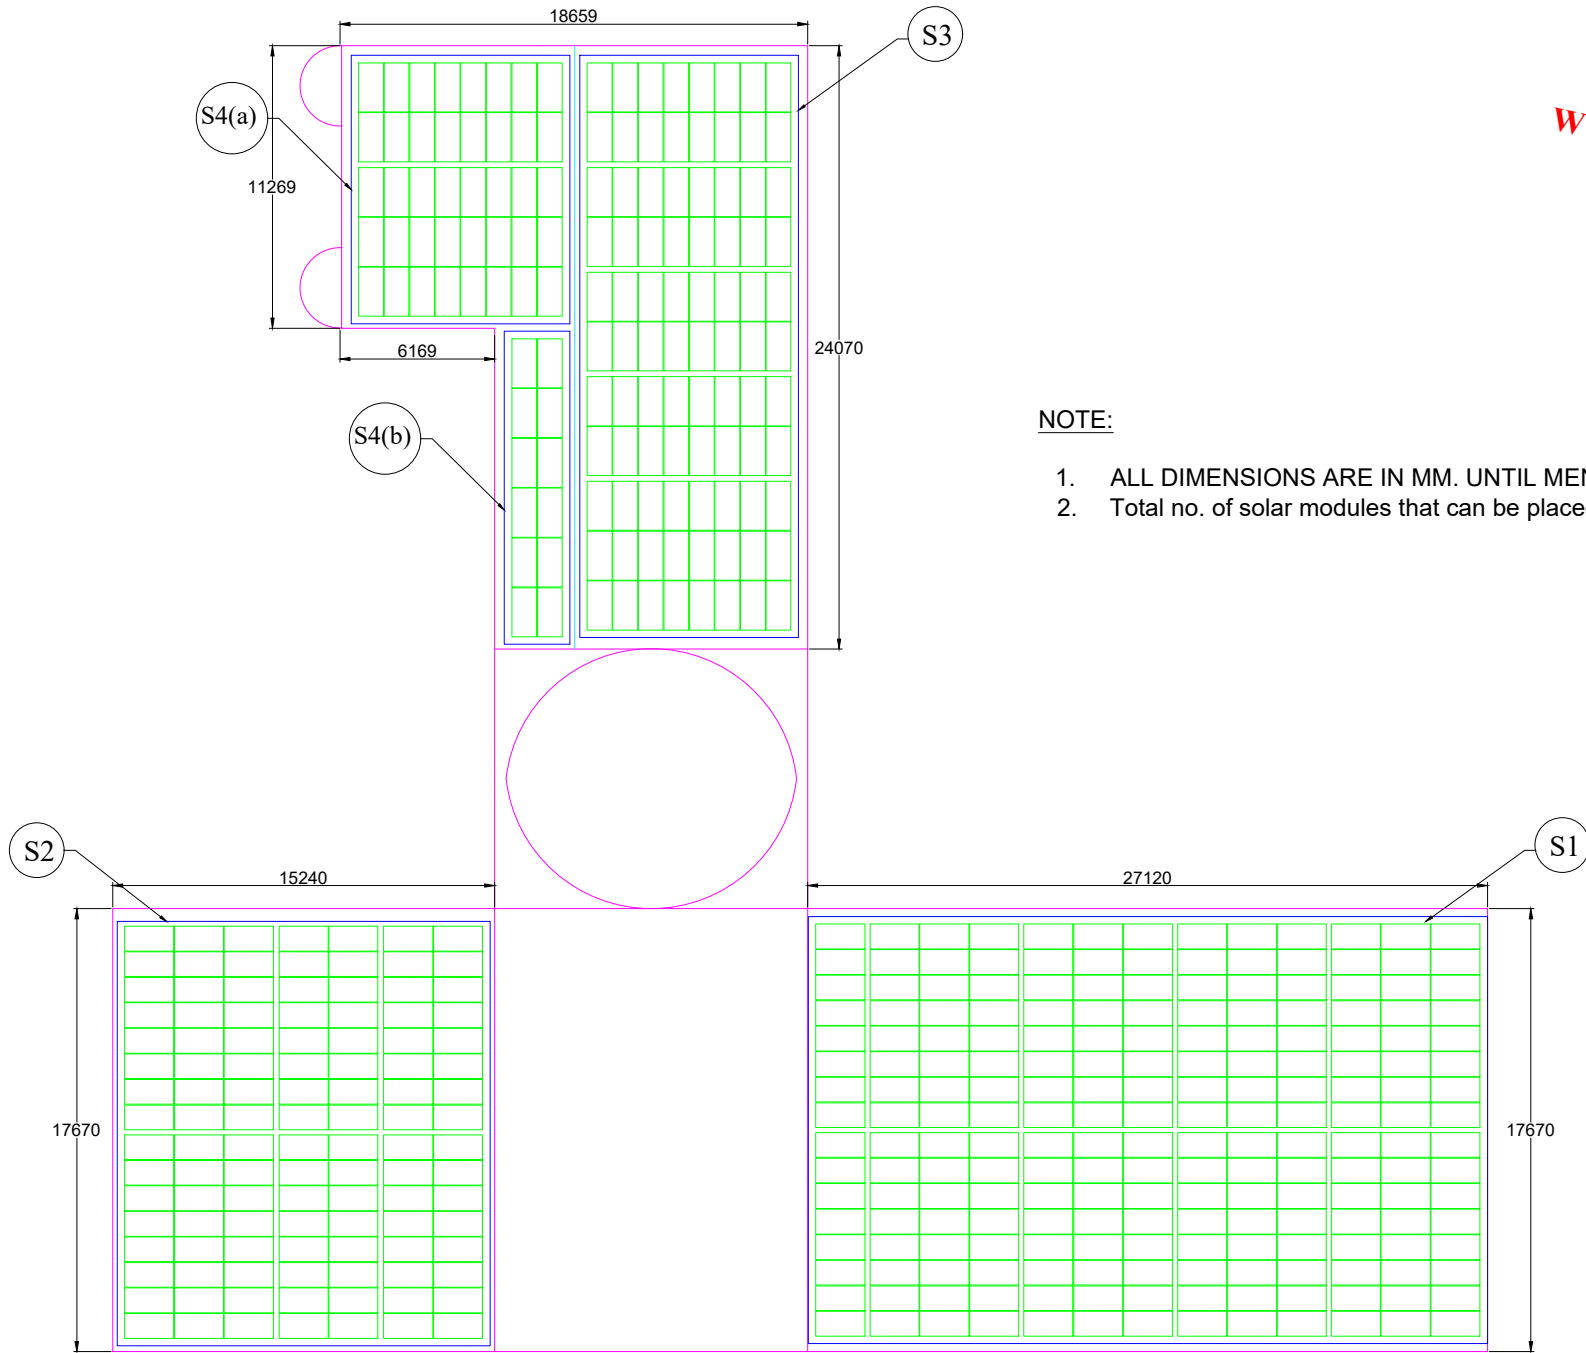 18659
S3
W
S4(a)
11269
24070
6169
S4(b)
NOTE:
1. ALL DIMENSIONS ARE IN MM. UNTIL
2. Total no. of solar modules that can be
S2
S1
15240
27120
17670
17670